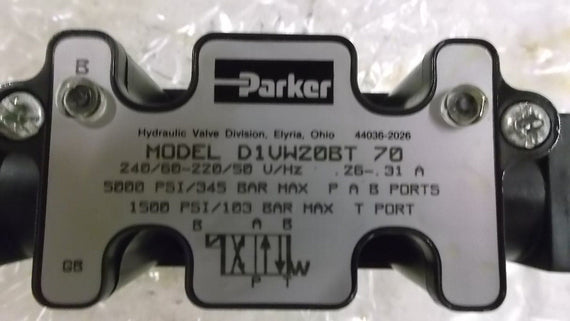 B
Parker
Hydraulic Valve Division, Elyria, Ohio 44036-2026
MODEL D1VW20BT 70
240/60-220/50 V/Hz .26-.31 A
5000 PSI/345 BAR MAX P A B PORTS
1500 PSI/103 BAR MAX T PORT
B A B
P T
GB